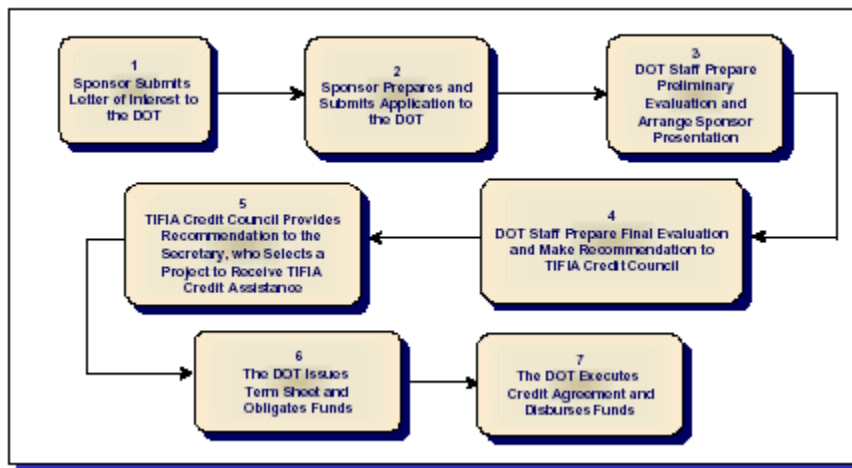 1
Sponsor Submits
Letter of Interest to
the DOT
2
Sponsor Prepares and
Submits Application to
the DOT
3
DOT Staff Prepare
Preliminary
Evaluation and
Arrange Sponsor
Presentation
4
DOT Staff Prepare Final Evaluation
and Make Recommendation to
TIFIA Credit Council
5
TIFIA Credit Council Provides
Recommendation to the
Secretary, who Selects a
Project to Receive TIFIA
Credit Assistance
6
The DOT Issues
Term Sheet and
Obligates Funds
7
The DOT Executes
Credit Agreement and
Disburses Funds